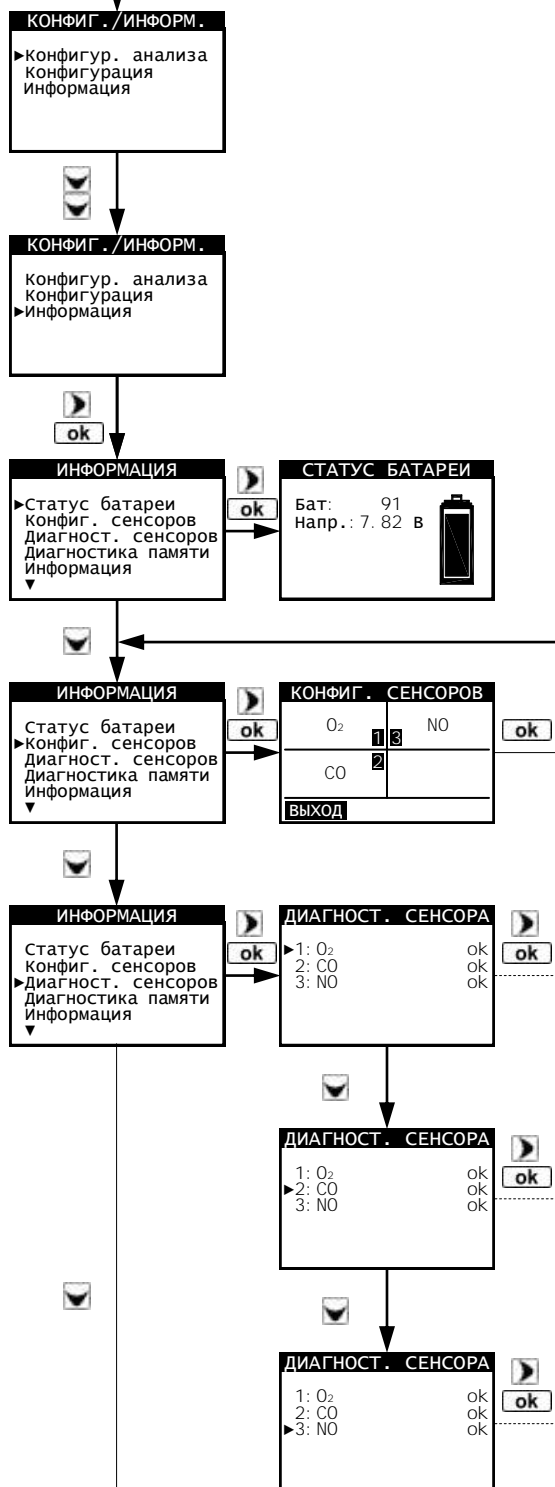 КОНФИГ./ИНФОРМ.
►Конфигур. анализа
Конфигурация
Информация
КОНФИГ./ИНФОРМ.
Конфигур. анализа
Конфигурация
►Информация
ok
ИНФОРМАЦИЯ
►Статус батареи
Конфиг. сенсоров
Диагност. сенсоров
Диагностика памяти
Информация
▼
ok
СТАТУС БАТАРЕИ
Бат: 91
Напр.: 7.82 В
ИНФОРМАЦИЯ
Статус батареи
►Конфиг. сенсоров
Диагност. сенсоров
Диагностика памяти
Информация
▼
ok
КОНФИГ. СЕНСОРОВ
O₂ 1 3 NO
CO 2
ВЫХОД
ok
ИНФОРМАЦИЯ
Статус батареи
Конфиг. сенсоров
►Диагност. сенсоров
Диагностика памяти
Информация
▼
ok
ДИАГНОСТ. СЕНСОРА
►1: O₂ ok
2: CO ok
3: NO ok
ok
ДИАГНОСТ. СЕНСОРА
1: O₂ ok
►2: CO ok
3: NO ok
ok
ДИАГНОСТ. СЕНСОРА
1: O₂ ok
2: CO ok
►3: NO ok
ok